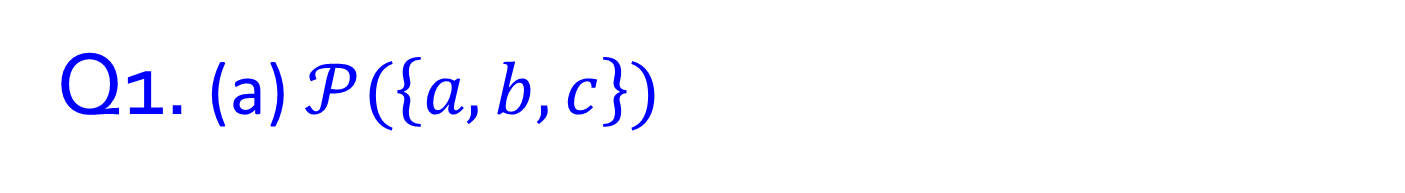 Q1. (a) 𝒫({𝑎, 𝑏, 𝑐})